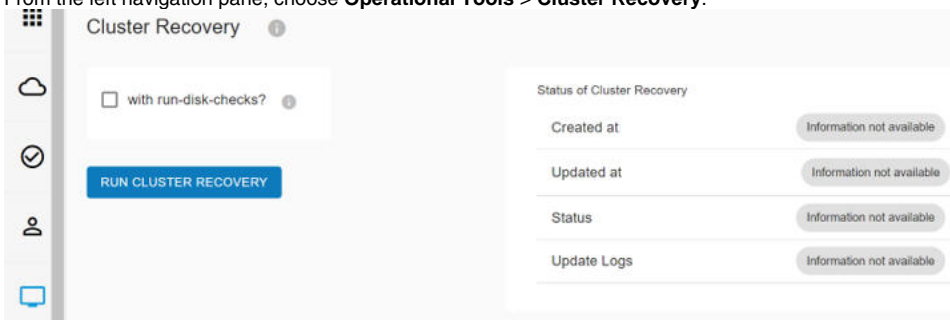 From the left navigation pane, choose Operational Tools > Cluster Recovery.
Cluster Recovery
with run-disk-checks?
RUN CLUSTER RECOVERY
Status of Cluster Recovery
Created at Information not available
Updated at Information not available
Status Information not available
Update Logs Information not available